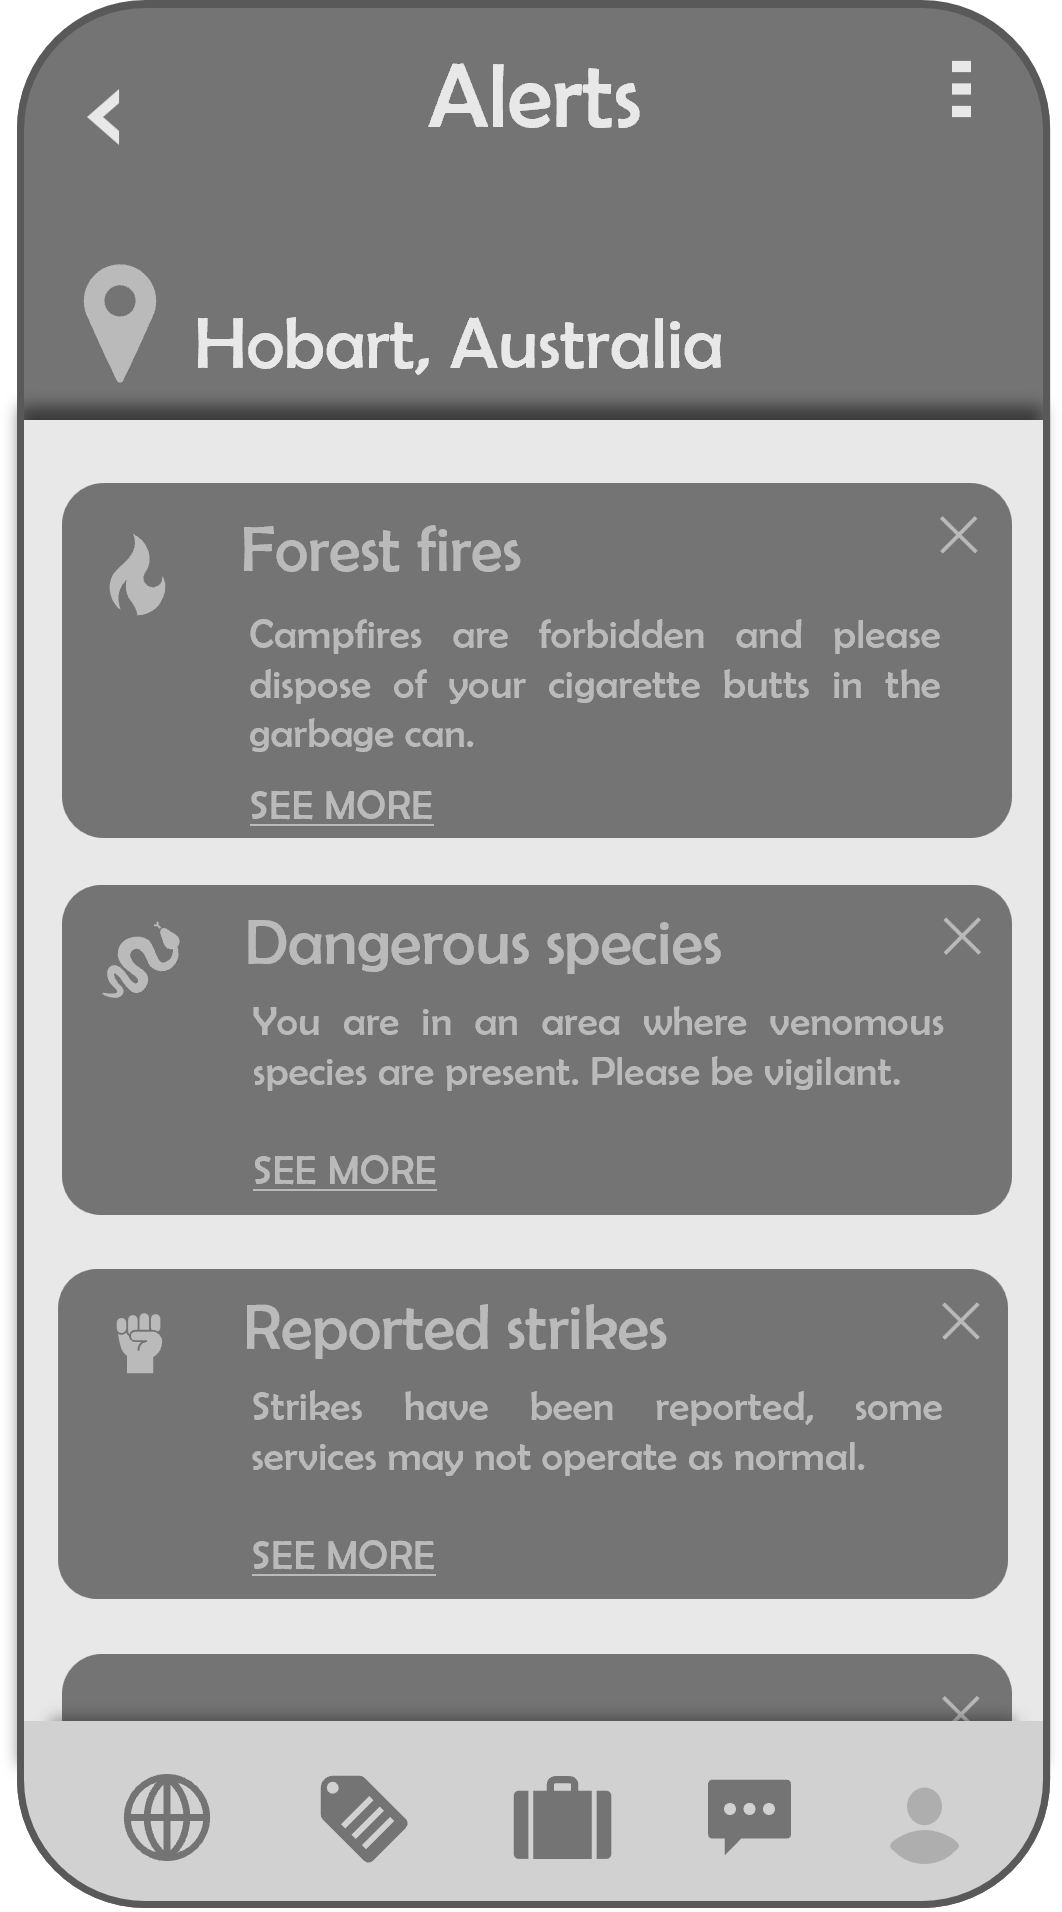 Alerts
Hobart, Australia
Forest fires
Campfires are forbidden and please
dispose of your cigarette butts in the
garbage can.
SEE MORE
Dangerous species
You are in an area where venomous
species are present. Please be vigilant.
SEE MORE
Reported strikes
Strikes have been reported, some
services may not operate as normal.
SEE MORE